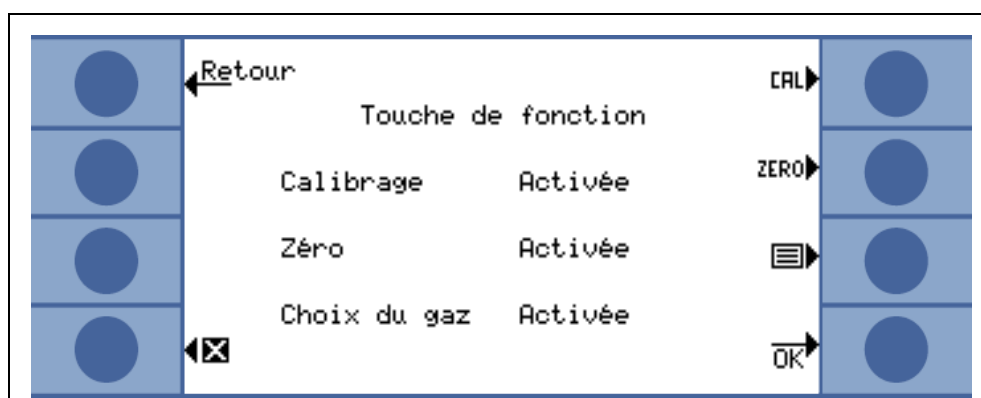 Retour
CAL
Touche de fonction
Calibrage Activée
ZERO
Zéro Activée
Choix du gaz Activée
OK